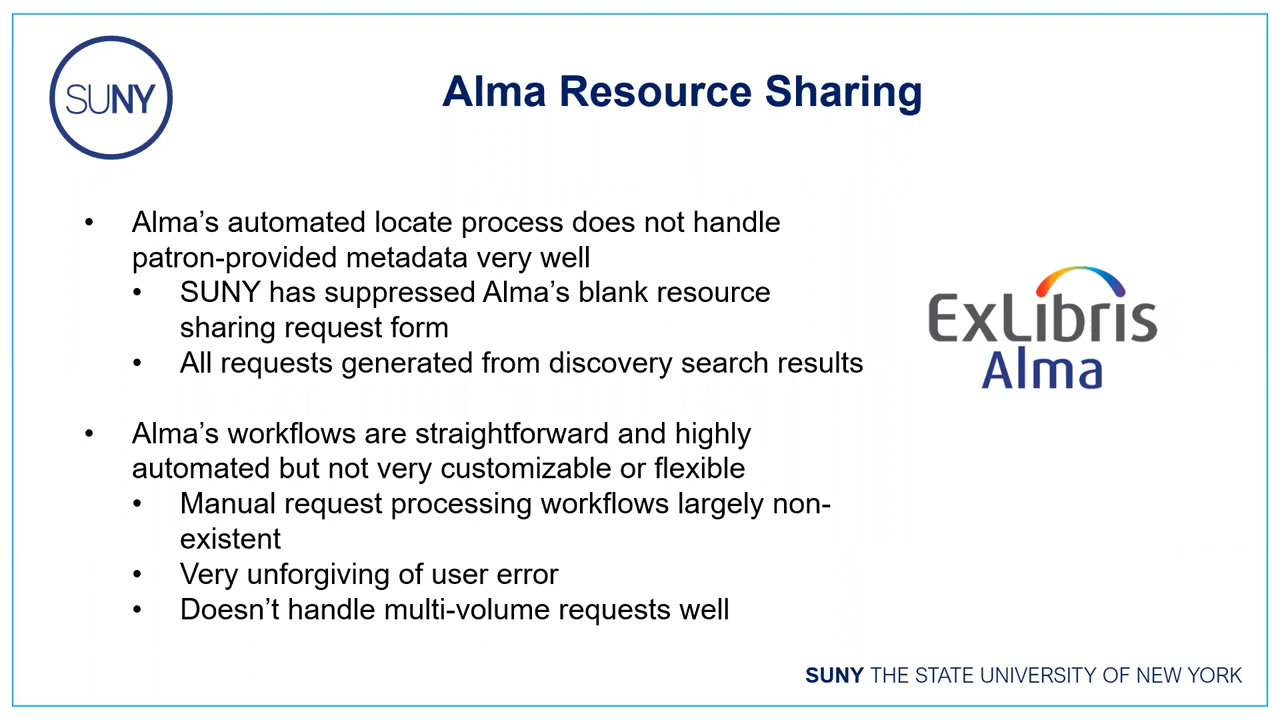 SUNY
Alma Resource Sharing
• Alma’s automated locate process does not handle
patron-provided metadata very well
• SUNY has suppressed Alma’s blank resource
sharing request form
• All requests generated from discovery search results
• Alma’s workflows are straightforward and highly
automated but not very customizable or flexible
• Manual request processing workflows largely non-
existent
• Very unforgiving of user error
• Doesn’t handle multi-volume requests well
ExLibris
Alma
SUNY THE STATE UNIVERSITY OF NEW YORK